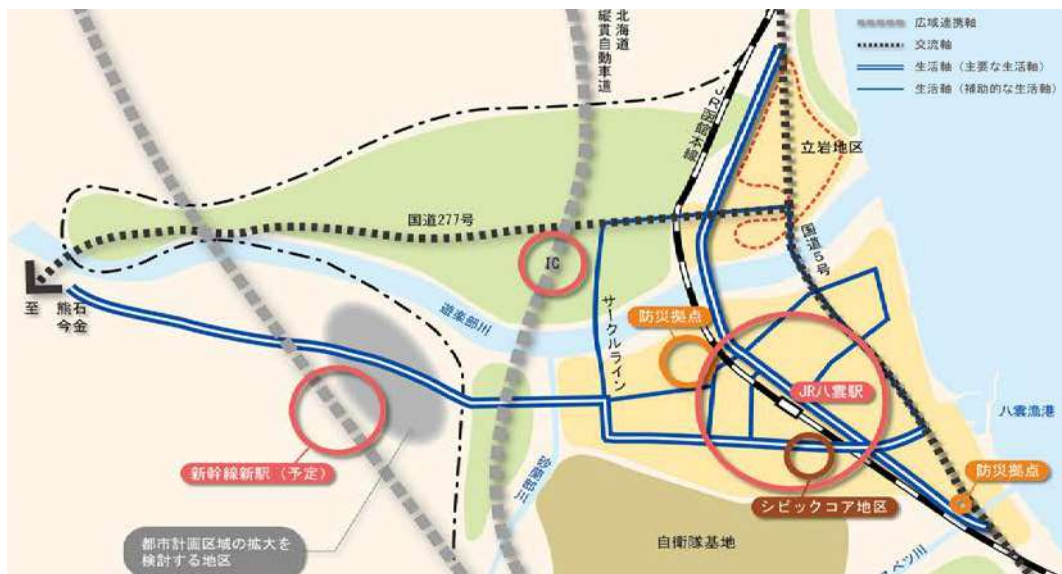 広域連携軸
交流軸
生活軸(主要な生活軸)
生活軸(補助的な生活軸)
北海道
縦貫自動車道
JR函館本線
立岩地区
国道277号
国道5号
IC
至
熊石
今金
遊楽部川
サークルライン
防災拠点
JR八雲駅
八雲漁港
新幹線新駅(予定)
砂蘭部川
防災拠点
シビックコア地区
都市計画区域の拡大を
検討する地区
自衛隊基地
ベツ川